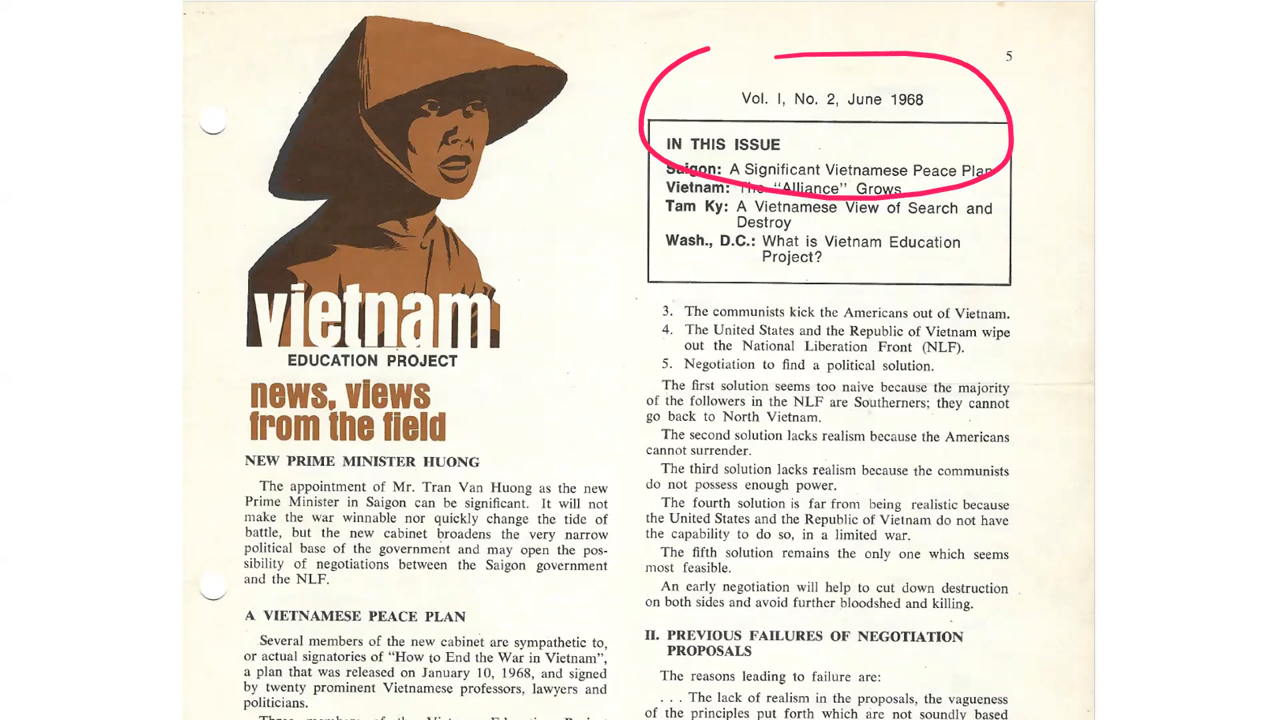 5
Vol. I, No. 2, June 1968
IN THIS ISSUE
Saigon: A Significant Vietnamese Peace Plan
Vietnam: The "Alliance" Grows
Tam Ky: A Vietnamese View of Search and
Destroy
Wash., D.C.: What is Vietnam Education
Project?
vietnam
EDUCATION PROJECT
news, views
from the field
NEW PRIME MINISTER HUONG
The appointment of Mr. Tran Van Huong as the new
Prime Minister in Saigon can be significant. It will not
make the war winnable nor quickly change the tide of
battle, but the new cabinet broadens the very narrow
political base of the government and may open the pos-
sibility of negotiations between the Saigon government
and the NLF.
A VIETNAMESE PEACE PLAN
Several members of the new cabinet are sympathetic to,
or actual signatories of "How to End the War in Vietnam",
a plan that was released on January 10, 1968, and signed
by twenty prominent Vietnamese professors, lawyers and
politicians.
Three members of the Vietnam Education Project
3. The communists kick the Americans out of Vietnam.
4. The United States and the Republic of Vietnam wipe
out the National Liberation Front (NLF).
5. Negotiation to find a political solution.
The first solution seems too naive because the majority
of the followers in the NLF are Southerners; they cannot
go back to North Vietnam.
The second solution lacks realism because the Americans
cannot surrender.
The third solution lacks realism because the communists
do not possess enough power.
The fourth solution is far from being realistic because
the United States and the Republic of Vietnam do not have
the capability to do so, in a limited war.
The fifth solution remains the only one which seems
most feasible.
An early negotiation will help to cut down destruction
on both sides and avoid further bloodshed and killing.
II. PREVIOUS FAILURES OF NEGOTIATION
PROPOSALS
The reasons leading to failure are:
. . . The lack of realism in the proposals, the vagueness
of the principles put forth which are not soundly based